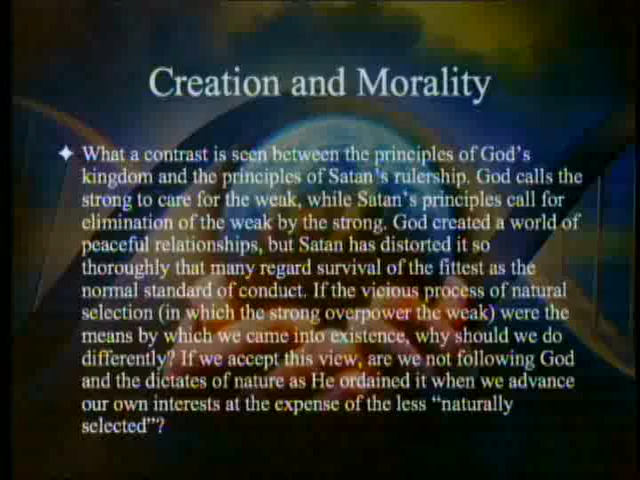 Creation and Morality
What a contrast is seen between the principles of God's
kingdom and the principles of Satan's rulership. God calls the
strong to care for the weak, while Satan's principles call for
elimination of the weak by the strong. God created a world of
peaceful relationships, but Satan has distorted it so
thoroughly that many regard survival of the fittest as the
normal standard of conduct. If the vicious process of natural
selection (in which the strong overpower the weak) were the
means by which we came into existence, why should we do
differently? If we accept this view, are we not following God
and the dictates of nature as He ordained it when we advance
our own interests at the expense of the less “naturally
selected”?